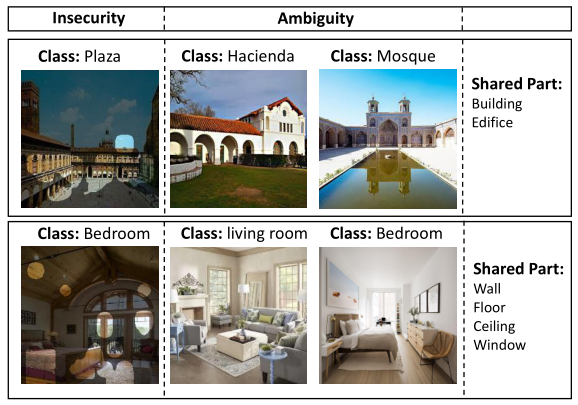 Insecurity
Ambiguity
Class: Plaza
Class: Hacienda
Class: Mosque
Shared Part:
Building
Edifice
Class: Bedroom
Class: living room
Class: Bedroom
Shared Part:
Wall
Floor
Ceiling
Window